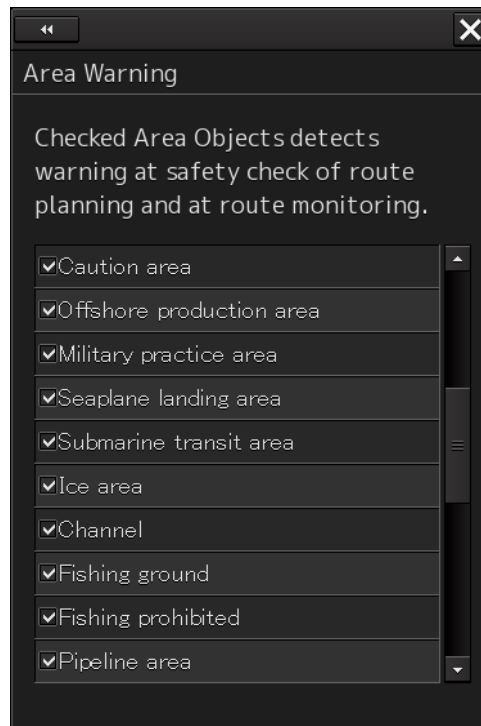 Area Warning
Checked Area Objects detects
warning at safety check of route
planning and at route monitoring.
Caution area
Offshore production area
Military practice area
Seaplane landing area
Submarine transit area
Ice area
Channel
Fishing ground
Fishing prohibited
Pipeline area